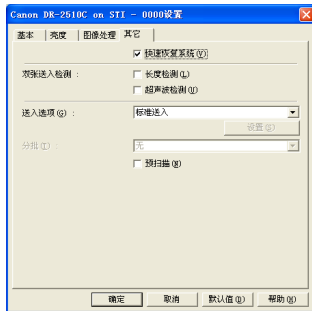 Canon DR-2510C on STI - 0000设置
基本 亮度 图像处理 其它
快速恢复系统(V)
双张送入检测：
长度检测(L)
超声波检测(U)
送入选项(G)： 标准送入
设置(S)
分批(T)： 无
预扫描(N)
确定 取消 默认值(D) 帮助(H)